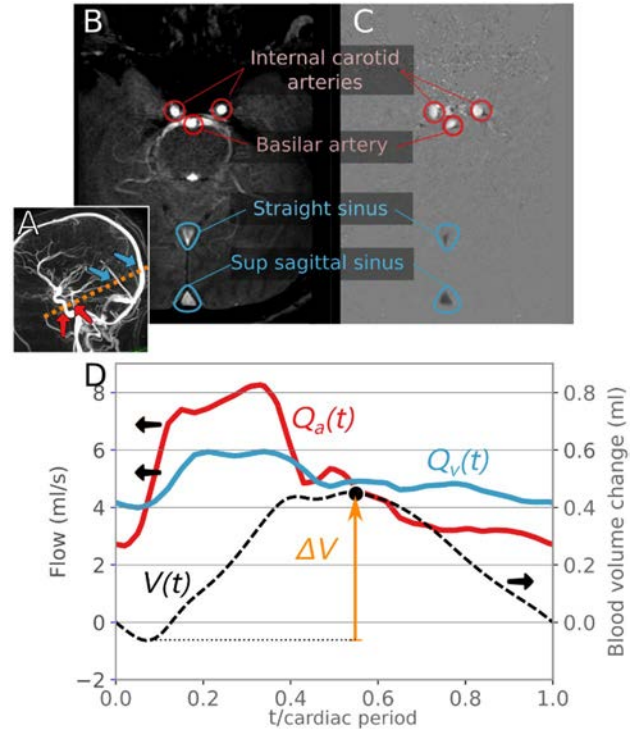 B
C
Internal carotid
arteries
Basilar artery
Straight sinus
Sup sagittal sinus
A
D
8
6
4
2
0
−2
Flow (ml/s)
Qₐ(t)
Qᵥ(t)
V(t)
ΔV
0.8
0.6
0.4
0.2
0.0
Blood volume change (ml)
0.0 0.2 0.4 0.6 0.8 1.0
t/cardiac period